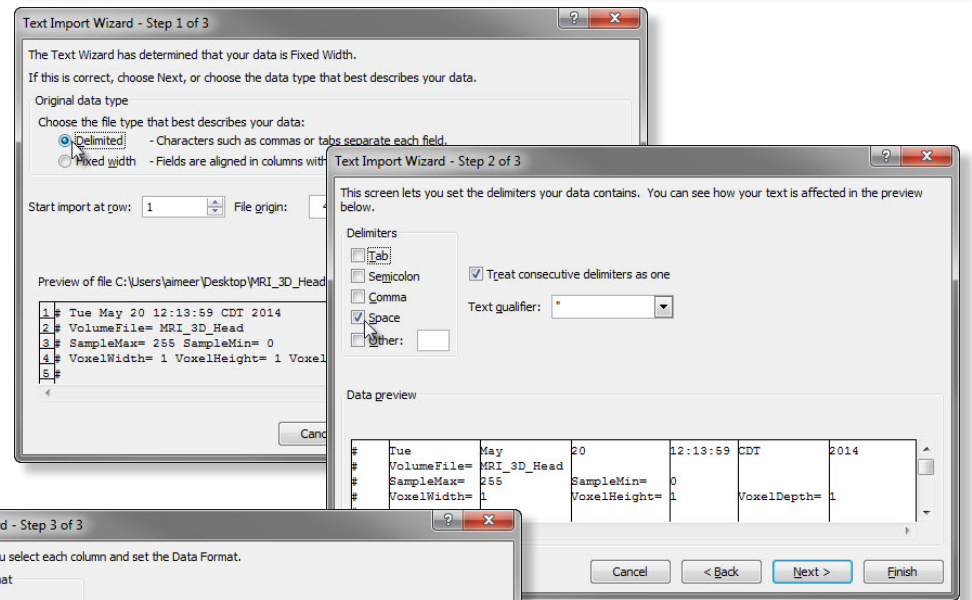 Text Import Wizard - Step 1 of 3
The Text Wizard has determined that your data is Fixed Width.
If this is correct, choose Next, or choose the data type that best describes your data.
Original data type
Choose the file type that best describes your data:
Delimited - Characters such as commas or tabs separate each field.
Fixed width - Fields are aligned in columns with
Start import at row: 1 File origin:
Preview of file C:\Users\aimeer\Desktop\MRI_3D_Head
1 # Tue May 20 12:13:59 CDT 2014
2 # VolumeFile= MRI_3D_Head
3 # SampleMax= 255 SampleMin= 0
4 # VoxelWidth= 1 VoxelHeight= 1 Voxel
5 #
Canc
Text Import Wizard - Step 2 of 3
This screen lets you set the delimiters your data contains. You can see how your text is affected in the preview
below.
Delimiters
Tab
Semicolon
Treat consecutive delimiters as one
Comma
Text qualifier: "
Space
Other:
Data preview
# Tue May 20 12:13:59 CDT 2014
# VolumeFile= MRI_3D_Head
# SampleMax= 255 SampleMin= 0
# VoxelWidth= 1 VoxelHeight= 1 VoxelDepth= 1
Cancel < Back Next > Finish
rd - Step 3 of 3
u select each column and set the Data Format.
nat